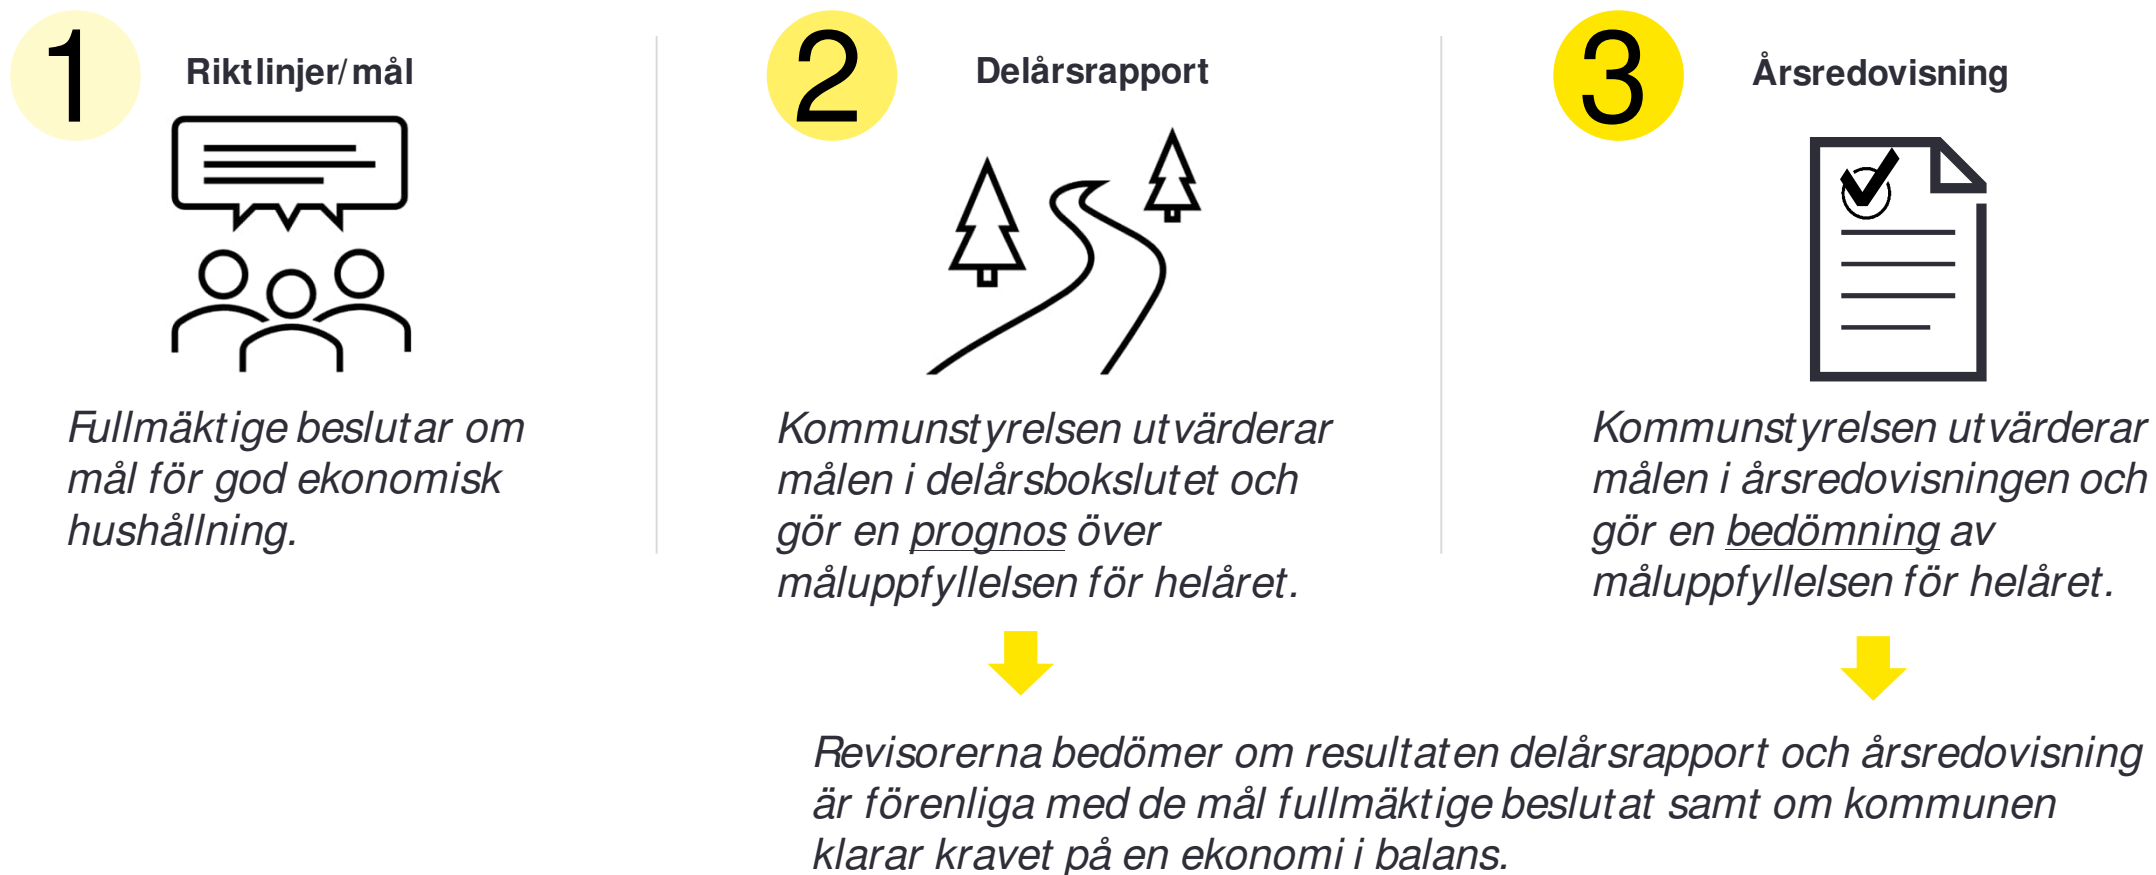 1
Riktlinjer/mål
Fullmäktige beslutar om
mål för god ekonomisk
hushållning.
2
Delårsrapport
Kommunstyrelsen utvärderar
målen i delårsbokslutet och
gör en prognos över
måluppfyllelsen för helåret.
3
Årsredovisning
Kommunstyrelsen utvärderar
målen i årsredovisningen och
gör en bedömning av
måluppfyllelsen för helåret.
Revisorerna bedömer om resultaten delårsrapport och årsredovisning
är förenliga med de mål fullmäktige beslutat samt om kommunen
klarar kravet på en ekonomi i balans.